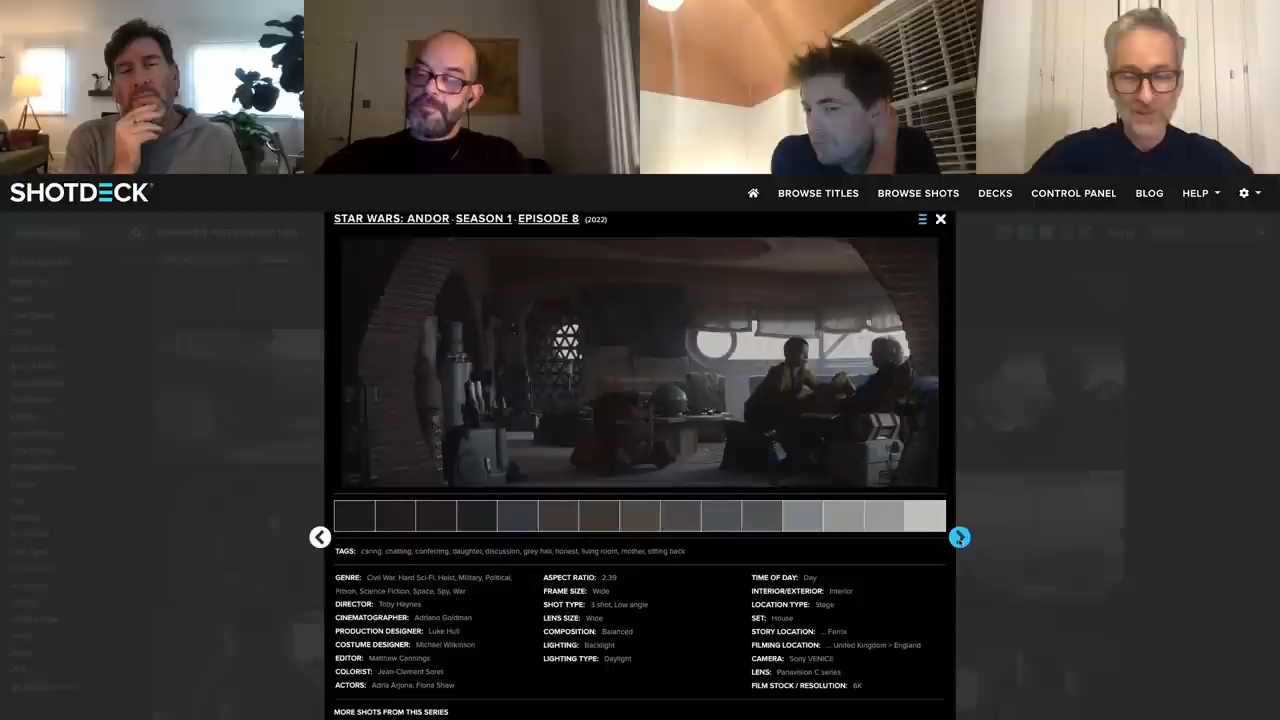 SHOTDECK
BROWSE TITLES BROWSE SHOTS DECKS CONTROL PANEL BLOG HELP
STAR WARS: ANDOR · SEASON 1 · EPISODE 8 (2022)
TAGS: caring, chatting, conferring, daughter, discussion, grey hair, honest, living room, mother, sitting back
GENRE: Civil War, Hard Sci-Fi, Heist, Military, Political,
Prison, Science Fiction, Space, Spy, War
DIRECTOR: Toby Haynes
CINEMATOGRAPHER: Adriano Goldman
PRODUCTION DESIGNER: Luke Hull
COSTUME DESIGNER: Michael Wilkinson
EDITOR: Matthew Cannings
COLORIST: Jean-Clement Soret
ACTORS: Adria Arjona, Fiona Shaw
ASPECT RATIO: 2.39
FRAME SIZE: Wide
SHOT TYPE: 3 shot, Low angle
LENS SIZE: Wide
COMPOSITION: Balanced
LIGHTING: Backlight
LIGHTING TYPE: Daylight
TIME OF DAY: Day
INTERIOR/EXTERIOR: Interior
LOCATION TYPE: Stage
SET: House
STORY LOCATION: ... Ferrix
FILMING LOCATION: ... United Kingdom > England
CAMERA: Sony VENICE
LENS: Panavision C series
FILM STOCK / RESOLUTION: 6K
MORE SHOTS FROM THIS SERIES